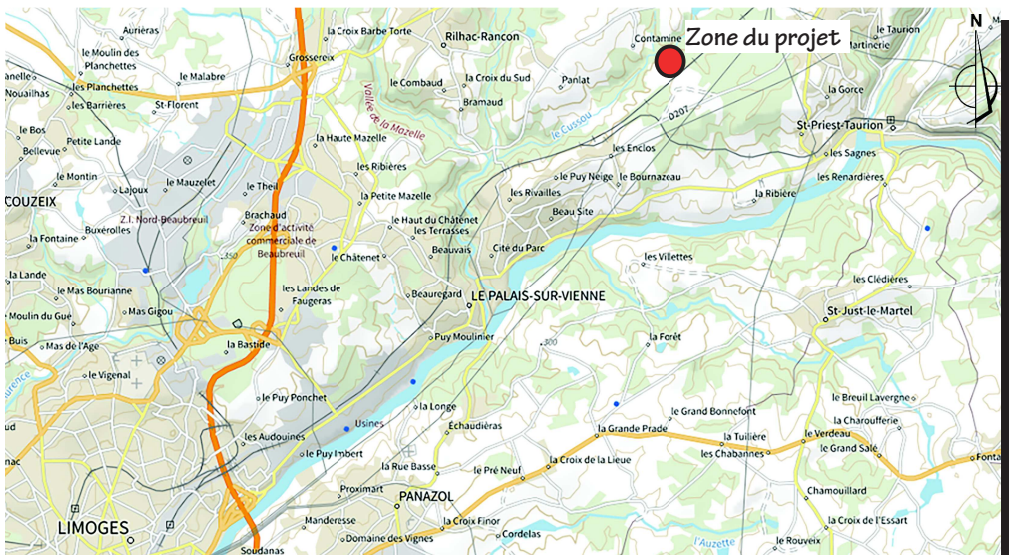 Auriéras
la Croix Barbe Torte
Rilhac-Rancon
Contamine
Zone du projet
le Taurion
N
le Moulin des
Planchettes
Grossereix
Martinerie
anelle
Nouailhas
les Planchettes
le Malabre
le Combaud
la Croix du Sud
Panlat
la Gorce
les Barrières
St-Florent
Bramaud
Vallée de la Mazelle
le Cussou
D207
St-Priest-Taurion
le Bos
Petite Lande
Bellevue
la Haute Mazelle
les Enclos
les Sagnes
le Montin
Lajoux
le Mauzelet
le Theil
les Ribières
le Puy Neige
le Bournazeau
les Renardières
la Petite Mazelle
les Rivailles
la Ribière
COUZEIX
Z.I. Nord-Beaubreuil
Brachaud
le Haut du Châtenet
les Terrasses
Beau Site
Buxérolles
la Fontaine
Zone d'activité
commerciale de
Beaubreuil
.350
le Châtenet
Beauvais
Cité du Parc
les Villettes
la Lande
le Mas Bourianne
les Landes de
Faugeras
Beauregard
LE PALAIS-SUR-VIENNE
les Clédières
Moulin du Gué
Mas Gigou
St-Just-le-Martel
Buis
Mas de l'Age
la Bastide
Puy Moulinier
.300
la Forêt
le Vigenal
le Puy Ponchet
la Longe
le Breuil Lavergne
Usines
Échaudières
le Grand Bonnefont
la Charoufferie
les Audouines
la Grande Prade
la Tuilière
le Verdeau
le Grand Salé
le Puy Imbert
la Rue Basse
le Pré Neuf
la Croix de la Lieue
les Chabannes
Fonta
Proximart
PANAZOL
Chamouillard
LIMOGES
Manderesse
la Croix Finor
Cordelas
la Croix de l'Essart
Domaine des Vignes
l'Auzette
le Rouveix
Soudanas